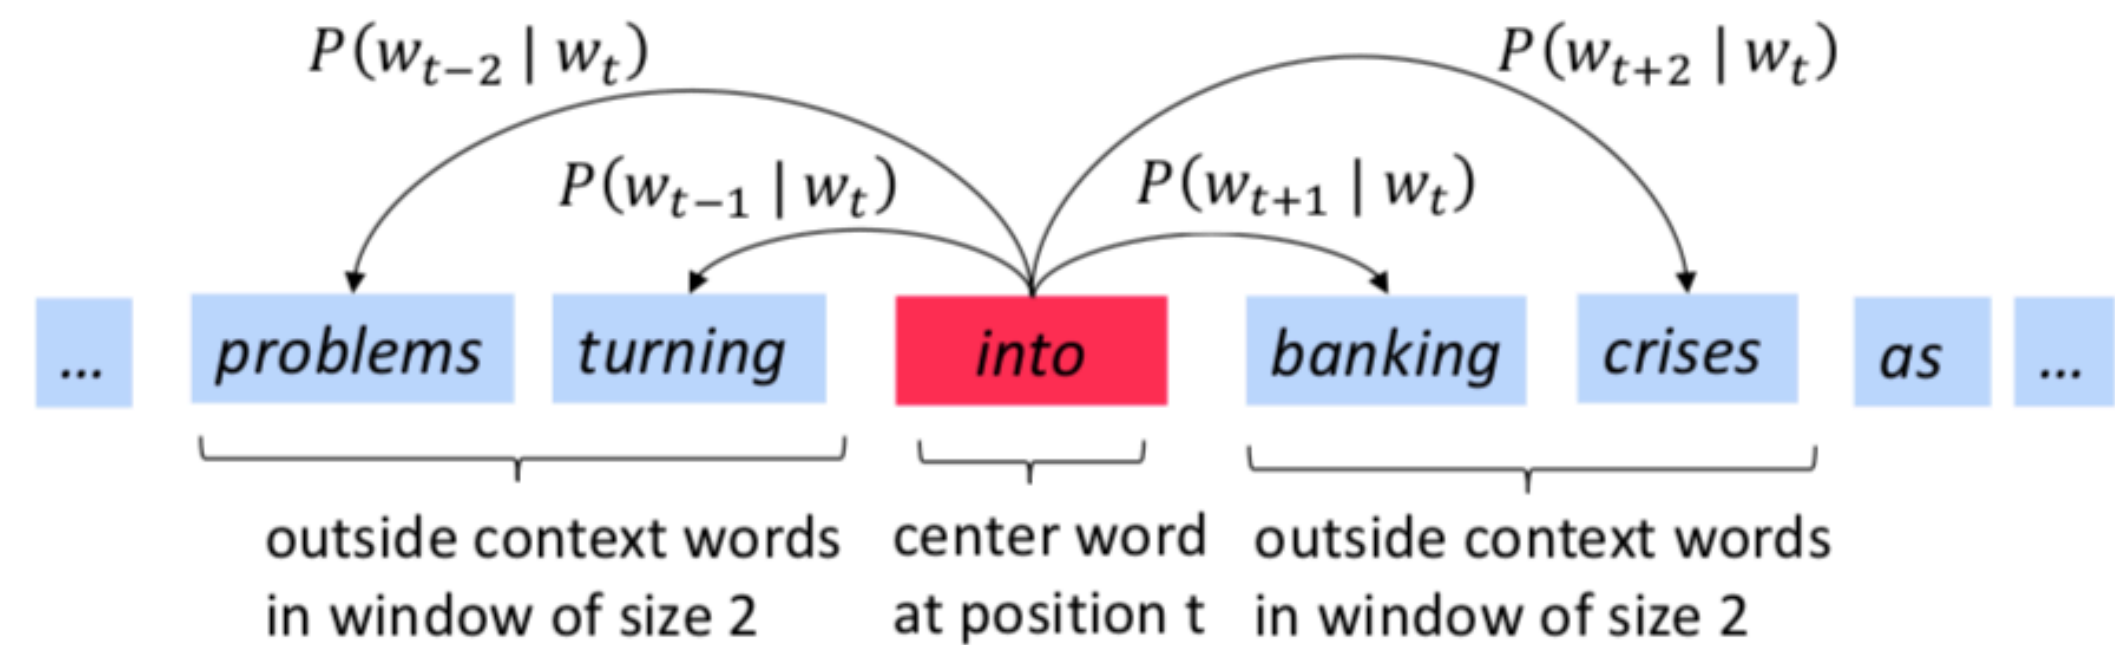 P(w_{t−2} | w_t)
P(w_{t+2} | w_t)
P(w_{t−1} | w_t)
P(w_{t+1} | w_t)
... problems turning into banking crises as ...
outside context words
in window of size 2
center word
at position t
outside context words
in window of size 2